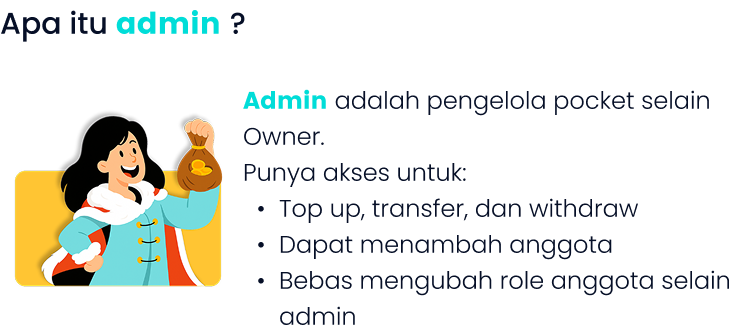 Apa itu admin ?
Admin adalah pengelola pocket selain
Owner.
Punya akses untuk:
• Top up, transfer, dan withdraw
• Dapat menambah anggota
• Bebas mengubah role anggota selain
admin